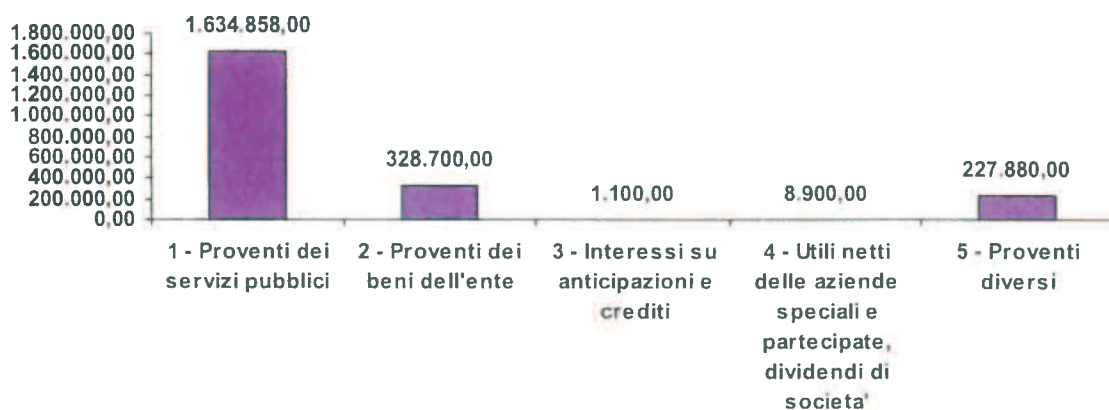 1.634.858,00
1.800.000,00
1.600.000,00
1.400.000,00
1.200.000,00
1.000.000,00
800.000,00
600.000,00
400.000,00
200.000,00
0,00
328.700,00
1.100,00
8.900,00
227.880,00
1 - Proventi dei
servizi pubblici
2 - Proventi dei
beni dell'ente
3 - Interessi su
anticipazioni e
crediti
4 - Utili netti
delle aziende
speciali e
partecipate,
dividendi di
societa'
5 - Proventi
diversi